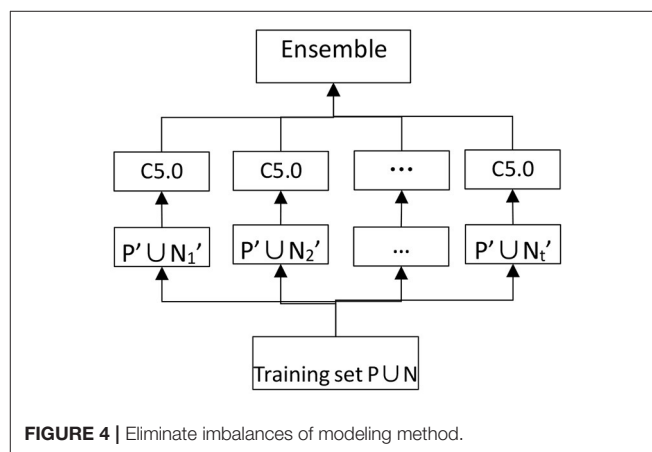 Ensemble
C5.0 C5.0 ... C5.0
P' ∪ N₁' P' ∪ N₂' ... P' ∪ Nₜ'
Training set P∪N
FIGURE 4 | Eliminate imbalances of modeling method.